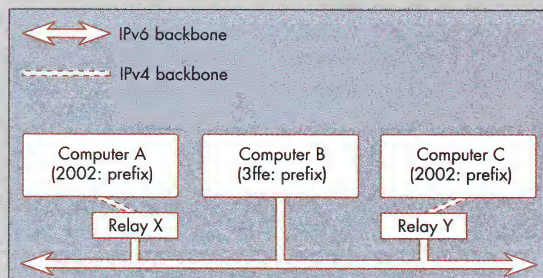 IPv6 backbone
IPv4 backbone
Computer A
(2002: prefix)
Computer B
(3ffe: prefix)
Computer C
(2002: prefix)
Relay X
Relay Y